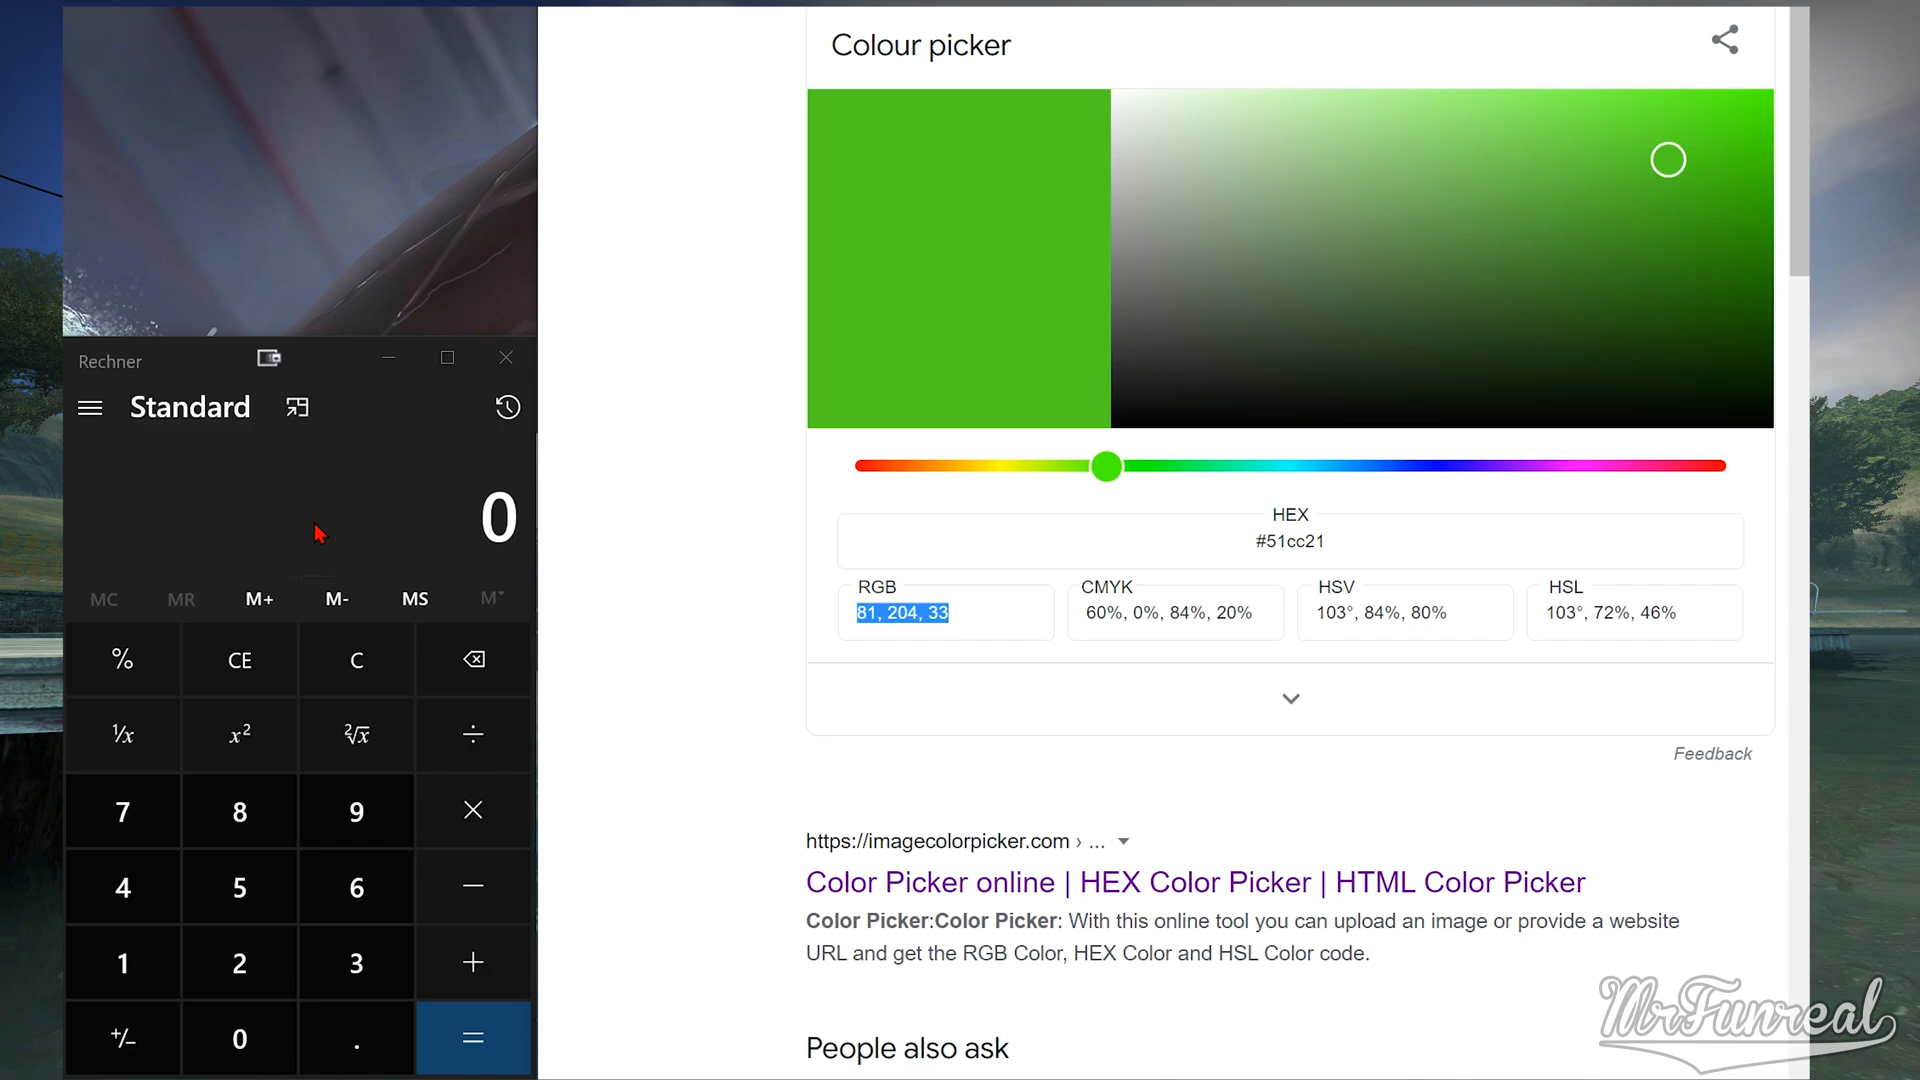 Colour picker
Rechner
Standard
0
MC MR M+ M- MS M
% CE C
⅟x x² ²√x ÷
7 8 9 ×
4 5 6 −
1 2 3 +
+/− 0 . =
HEX
#51cc21
RGB
81, 204, 33
CMYK
60%, 0%, 84%, 20%
HSV
103°, 84%, 80%
HSL
103°, 72%, 46%
Feedback
https://imagecolorpicker.com › ...
Color Picker online | HEX Color Picker | HTML Color Picker
Color Picker:Color Picker: With this online tool you can upload an image or provide a website
URL and get the RGB Color, HEX Color and HSL Color code.
People also ask
MrFunreal